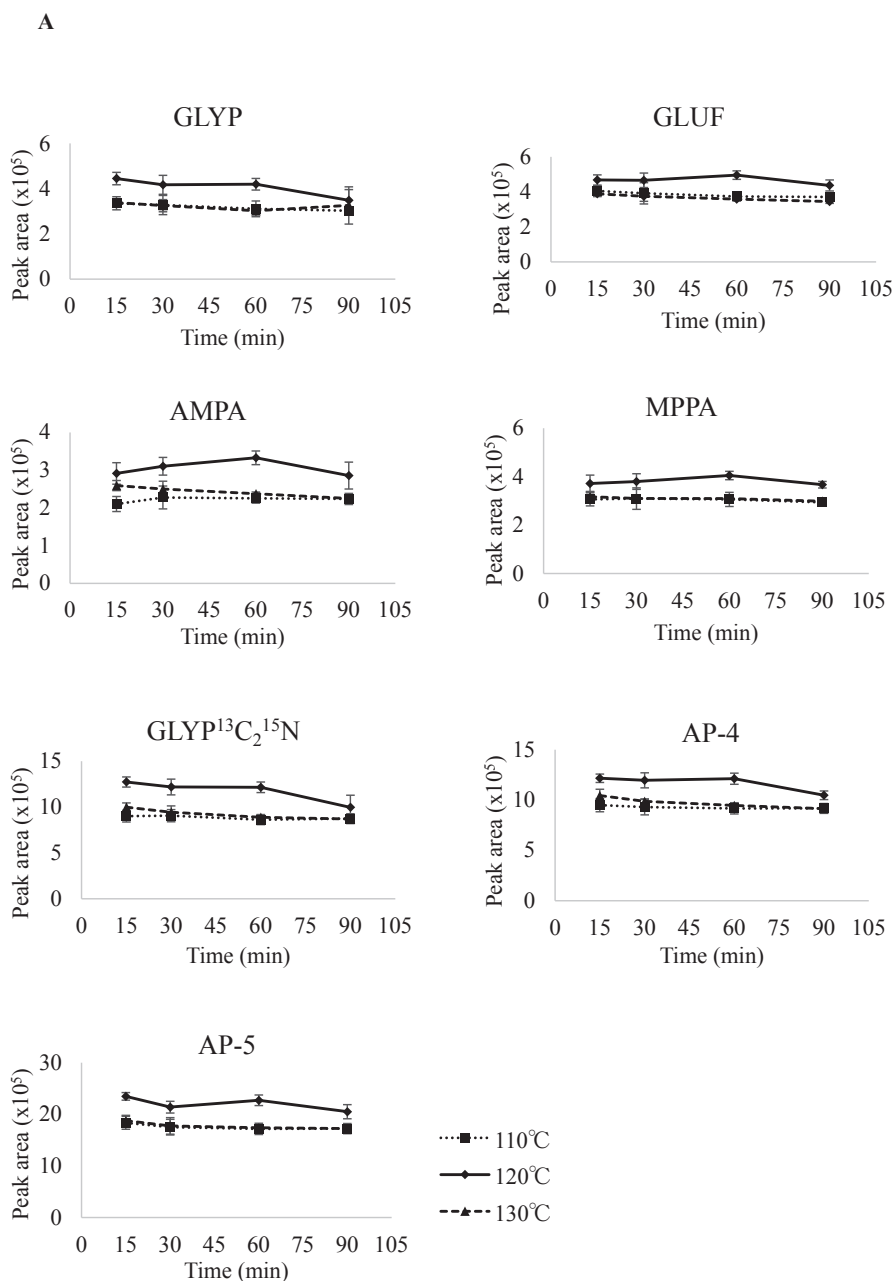 A
GLYP
Peak area (x10⁵)
6
4
2
0
0 15 30 45 60 75 90 105
Time (min)
GLUF
Peak area (x10⁵)
6
4
2
0
0 15 30 45 60 75 90 105
Time (min)
AMPA
Peak area (x10⁵)
4
3
2
1
0
0 15 30 45 60 75 90 105
Time (min)
MPPA
Peak area (x10⁵)
6
4
2
0
0 15 30 45 60 75 90 105
Time (min)
GLYP¹³C₂¹⁵N
Peak area (x10⁵)
15
10
5
0
0 15 30 45 60 75 90 105
Time (min)
AP-4
Peak area (x10⁵)
15
10
5
0
0 15 30 45 60 75 90 105
Time (min)
AP-5
Peak area (x10⁵)
30
20
10
0
0 15 30 45 60 75 90 105
Time (min)
110℃
120℃
130℃